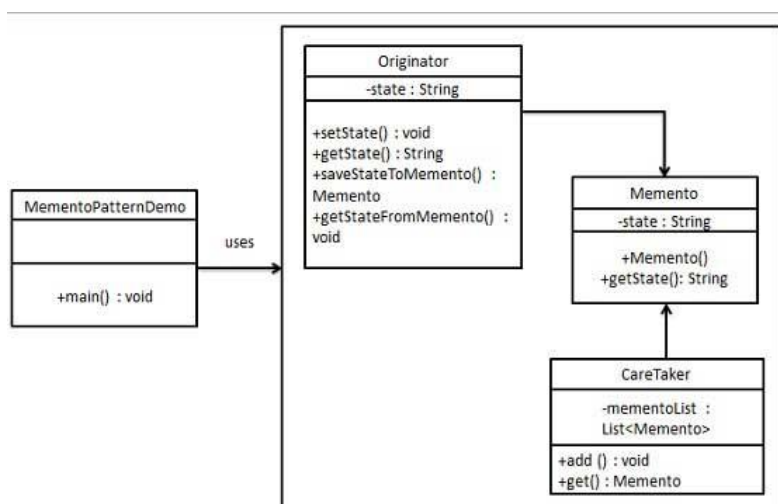 MementoPatternDemo
+main() : void
uses
Originator
-state : String
+setState() : void
+getState() : String
+saveStateToMemento() :
Memento
+getStateFromMemento() :
void
Memento
-state : String
+Memento()
+getState(): String
CareTaker
-mementoList :
List<Memento>
+add () : void
+get() : Memento